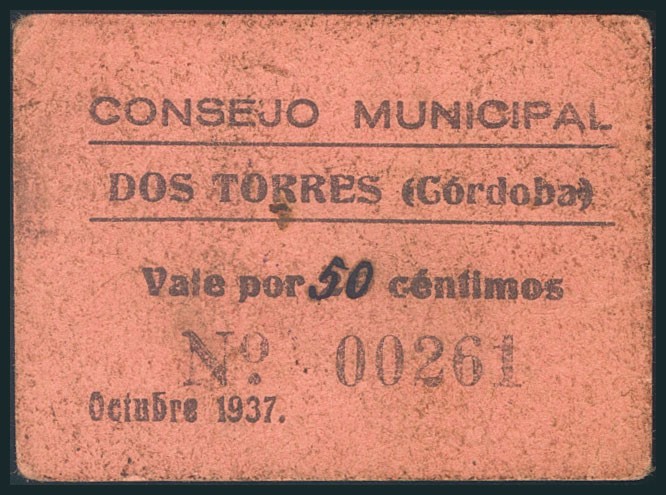 CONSEJO MUNICIPAL
DOS TORRES (Córdoba)
Vale por 50 céntimos
Nº. 00261
Octubre 1937.